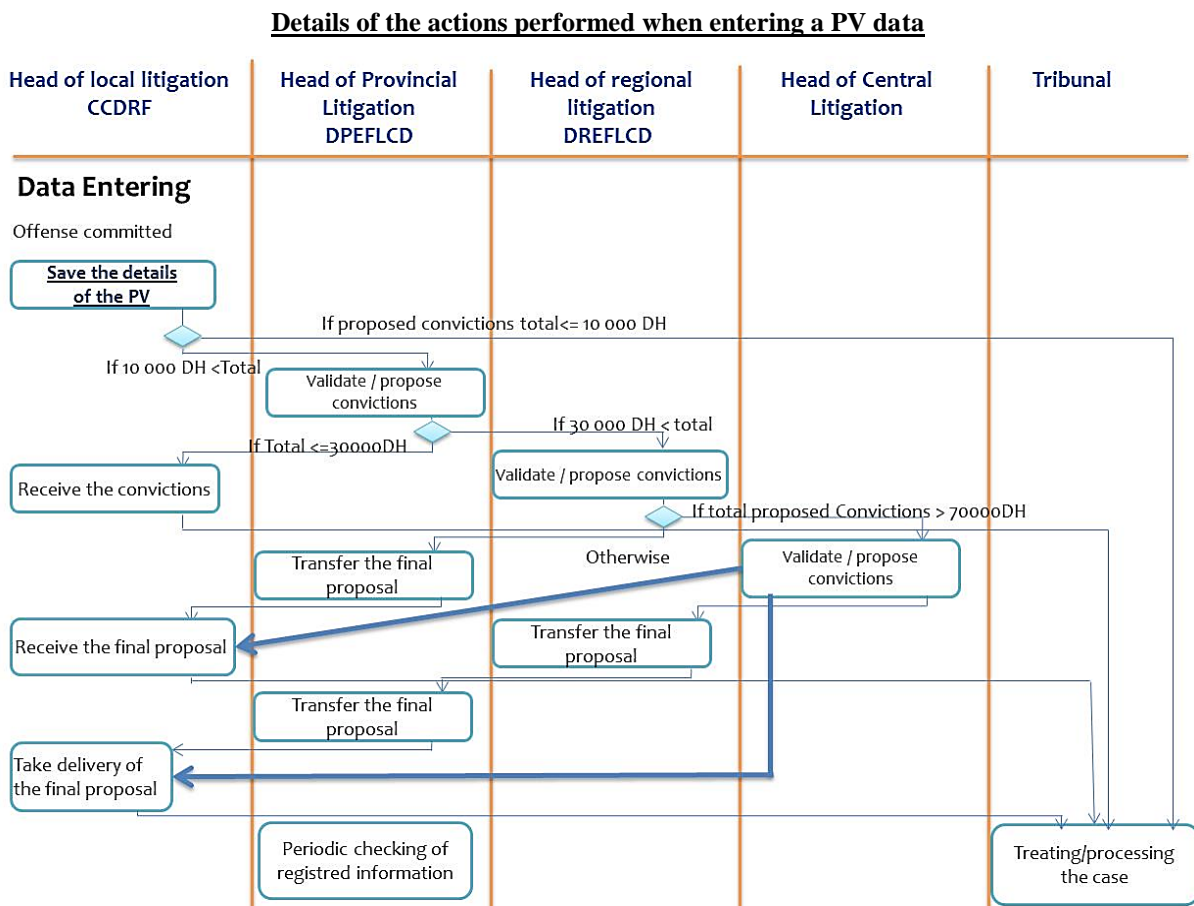 Details of the actions performed when entering a PV data
Head of local litigation
CCDRF
Head of Provincial
Litigation
DPEFLCD
Head of regional
litigation
DREFLCD
Head of Central
Litigation
Tribunal
Data Entering
Offense committed
Save the details
of the PV
If proposed convictions total<= 10 000 DH
If 10 000 DH <Total
Validate / propose
convictions
If 30 000 DH < total
If Total <=30000DH
Validate / propose convictions
Receive the convictions
If total proposed Convictions > 70000DH
Otherwise
Validate / propose
convictions
Transfer the final
proposal
Receive the final proposal
Transfer the final
proposal
Transfer the final
proposal
Take delivery of
the final proposal
Periodic checking of
registred information
Treating/processing
the case